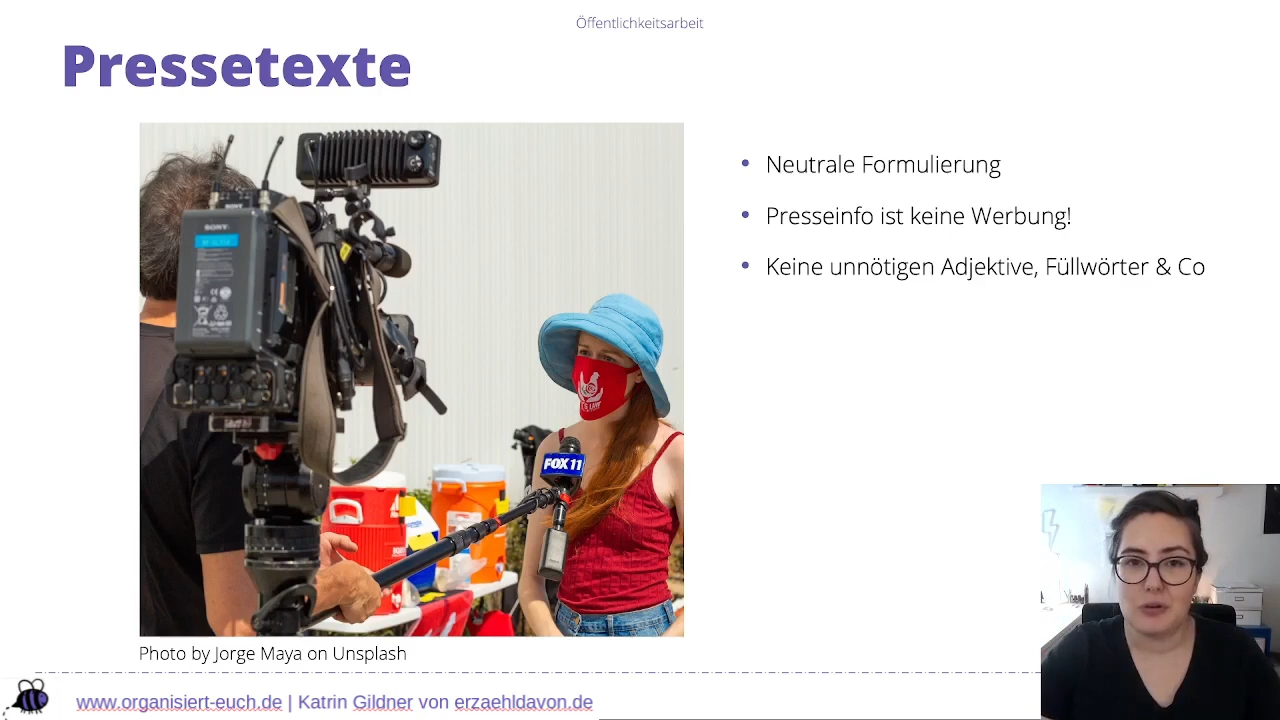 Öffentlichkeitsarbeit
Pressetexte
Neutrale Formulierung
Presseinfo ist keine Werbung!
Keine unnötigen Adjektive, Füllwörter & Co
SONY
FOX 11
Photo by Jorge Maya on Unsplash
www.organisiert-euch.de | Katrin Gildner von erzaehldavon.de